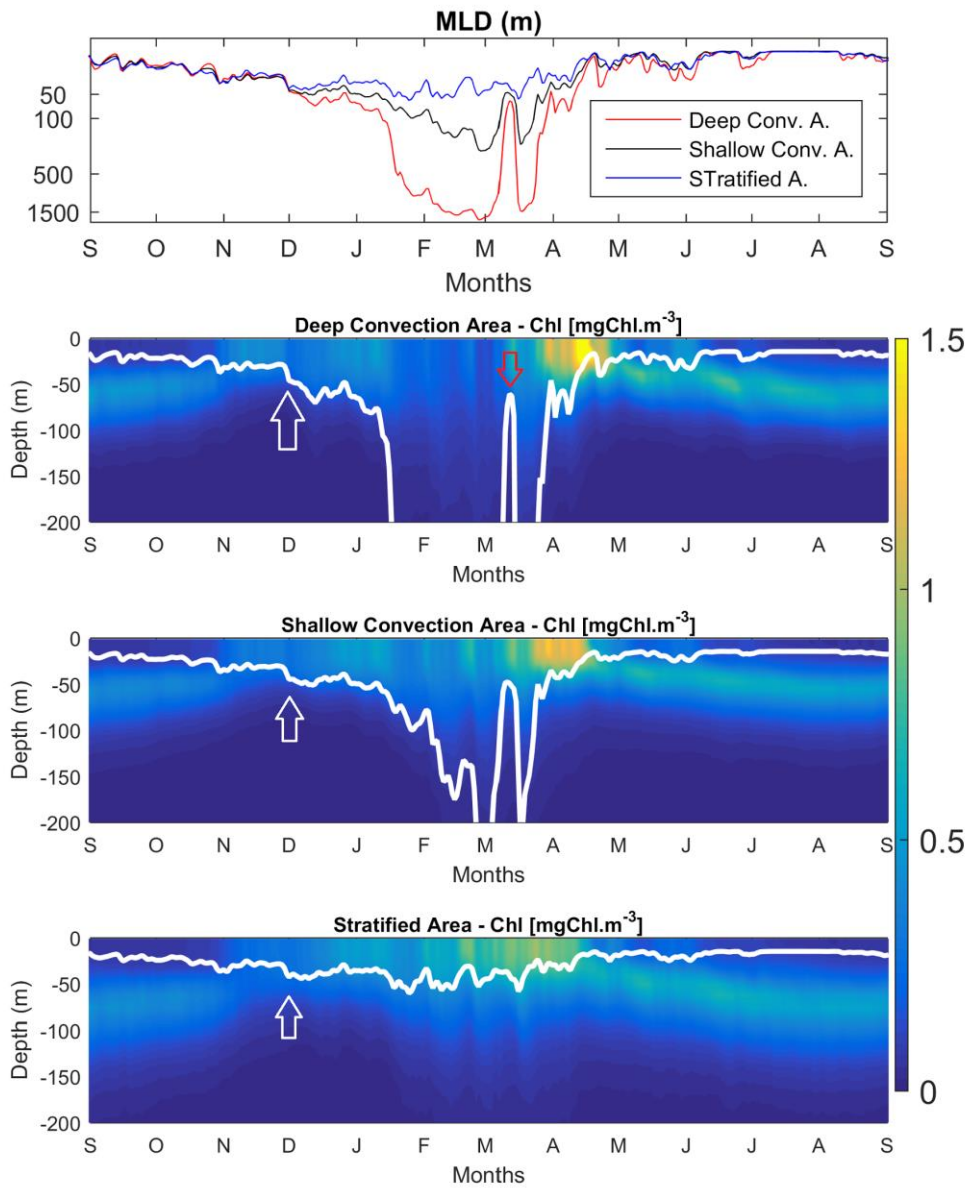 MLD (m)
50
100
500
1500
Deep Conv. A.
Shallow Conv. A.
STratified A.
S O N D J F M A M J J A S
Months
Deep Convection Area - Chl [mgChl.m-3]
Depth (m)
0
-50
-100
-150
-200
S O N D J F M A M J J A S
Months
Shallow Convection Area - Chl [mgChl.m-3]
Depth (m)
0
-50
-100
-150
-200
S O N D J F M A M J J A S
Months
Stratified Area - Chl [mgChl.m-3]
Depth (m)
0
-50
-100
-150
-200
S O N D J F M A M J J A S
Months
1.5
1
0.5
0